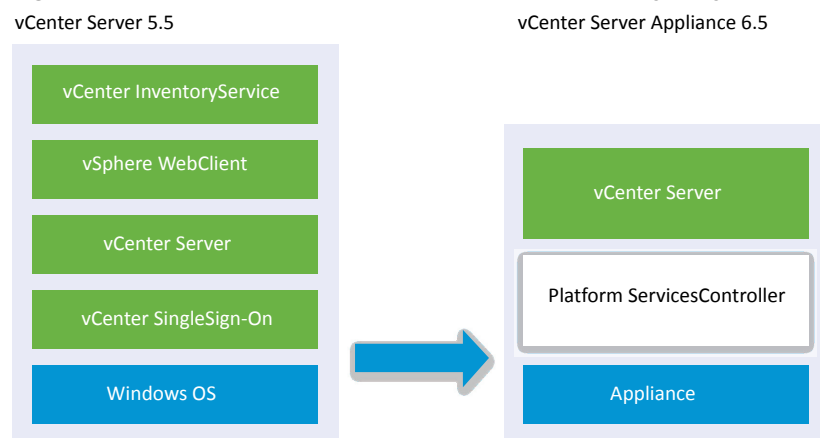 vCenter Server 5.5
vCenter InventoryService
vSphere WebClient
vCenter Server
vCenter SingleSign-On
Windows OS
vCenter Server Appliance 6.5
vCenter Server
Platform ServicesController
Appliance